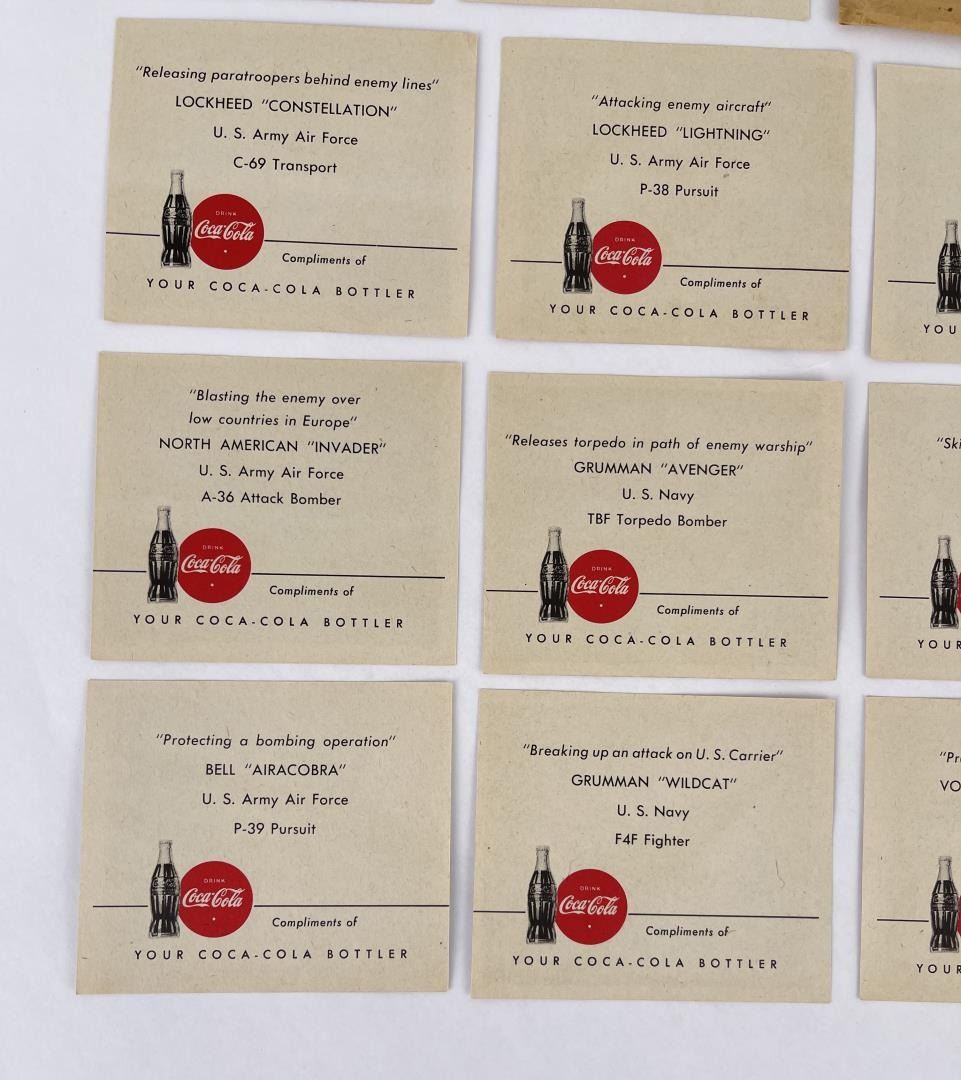 "Releasing paratroopers behind enemy lines"
LOCKHEED "CONSTELLATION"
U. S. Army Air Force
C-69 Transport
DRINK
Coca-Cola
Compliments of
YOUR COCA-COLA BOTTLER
"Attacking enemy aircraft"
LOCKHEED "LIGHTNING"
U. S. Army Air Force
P-38 Pursuit
DRINK
Coca-Cola
Compliments of
YOUR COCA-COLA BOTTLER
YOU
"Blasting the enemy over
low countries in Europe"
NORTH AMERICAN "INVADER"
U. S. Army Air Force
A-36 Attack Bomber
DRINK
Coca-Cola
Compliments of
YOUR COCA-COLA BOTTLER
"Releases torpedo in path of enemy warship"
GRUMMAN "AVENGER"
U. S. Navy
TBF Torpedo Bomber
DRINK
Coca-Cola
Compliments of
YOUR COCA-COLA BOTTLER
"Ski
YOUR
"Protecting a bombing operation"
BELL "AIRACOBRA"
U. S. Army Air Force
P-39 Pursuit
DRINK
Coca-Cola
Compliments of
YOUR COCA-COLA BOTTLER
"Breaking up an attack on U. S. Carrier"
GRUMMAN "WILDCAT"
U. S. Navy
F4F Fighter
DRINK
Coca-Cola
Compliments of
YOUR COCA-COLA BOTTLER
"Pr
VO
YOUR